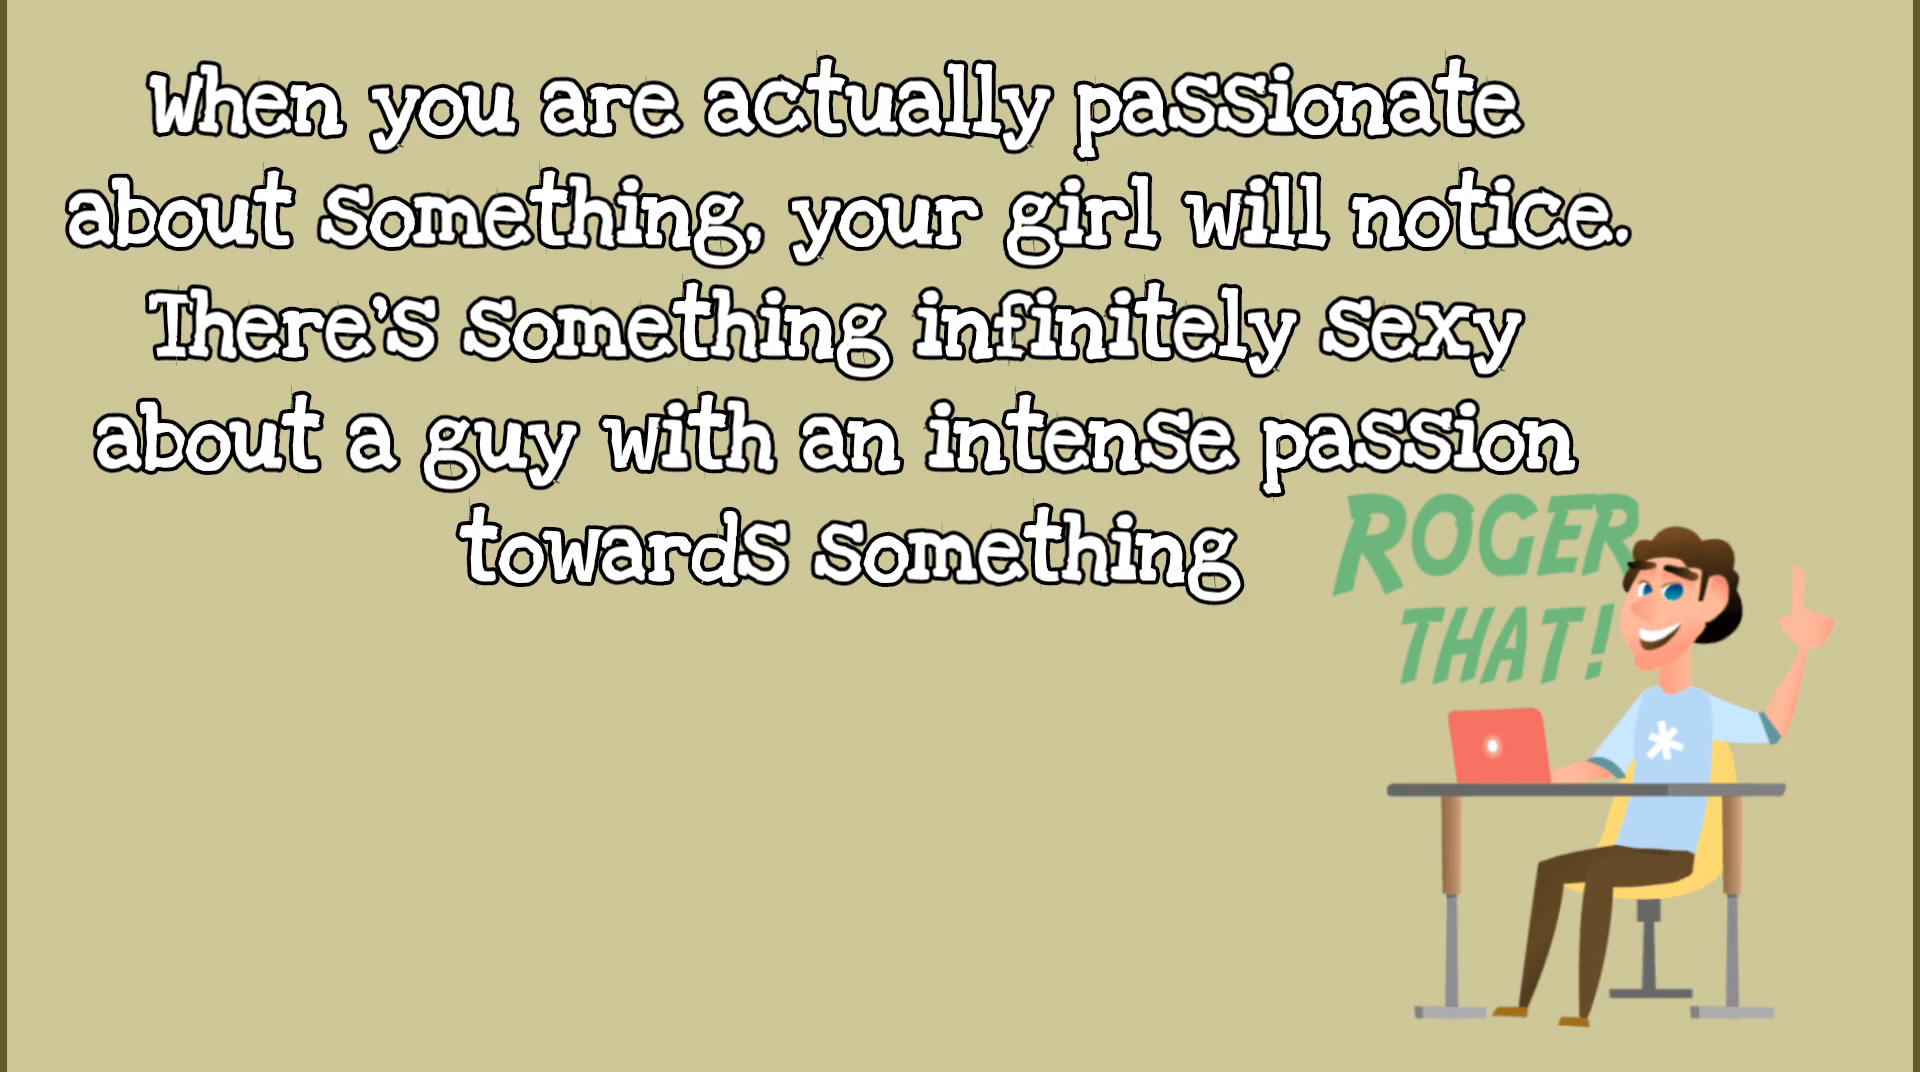 When you are actually passionate
about something, your girl will notice.
There's something infinitely sexy
about a guy with an intense passion
towards something
ROGER
THAT!